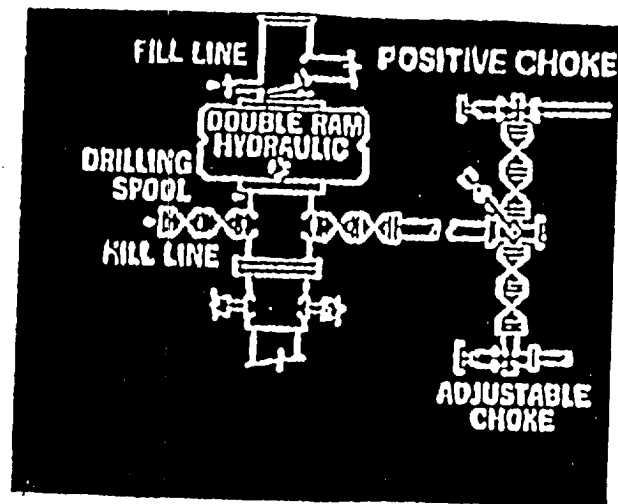 FILL LINE
POSITIVE CHOKE
DOUBLE RAM
HYDRAULIC
DRILLING
SPOOL
KILL LINE
ADJUSTABLE
CHOKE